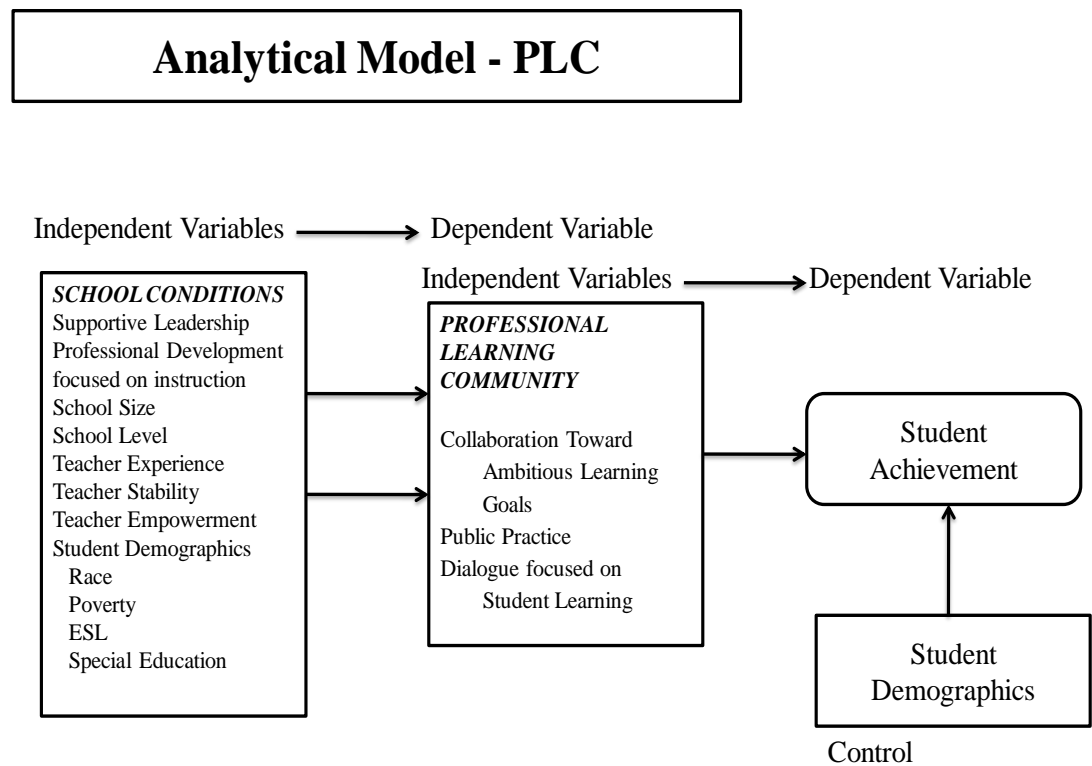 Analytical Model - PLC
Independent Variables
Dependent Variable
Independent Variables
Dependent Variable
SCHOOL CONDITIONS
Supportive Leadership
Professional Development
focused on instruction
School Size
School Level
Teacher Experience
Teacher Stability
Teacher Empowerment
Student Demographics
Race
Poverty
ESL
Special Education
PROFESSIONAL
LEARNING
COMMUNITY
Collaboration Toward
Ambitious Learning
Goals
Public Practice
Dialogue focused on
Student Learning
Student
Achievement
Student
Demographics
Control